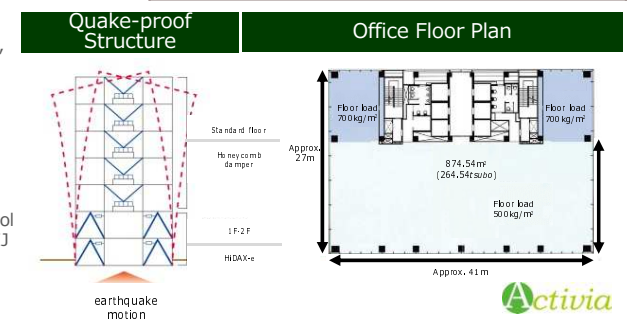 Quake-proof
Structure
Office Floor Plan
Standard floor
Honeycomb
damper
1F-2F
HiDAX-e
earthquake
motion
Approx.
27m
Floor load
700kg/m²
Floor load
700kg/m²
874.54m²
(264.54tsubo)
Floor load
500kg/m²
Approx. 41m
Activia
ol
J